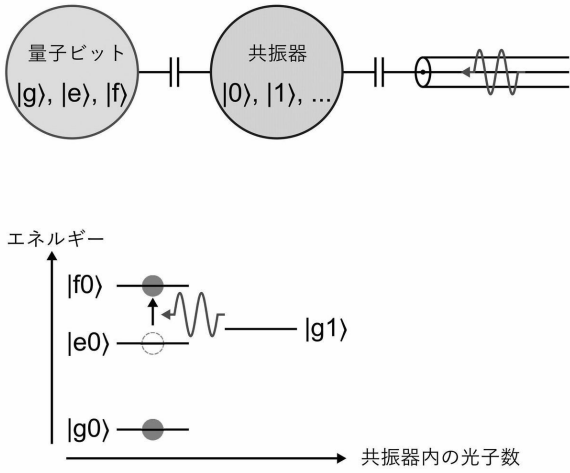 量子ビット
|g⟩, |e⟩, |f⟩
共振器
|0⟩, |1⟩, ...
エネルギー
|f0⟩
|g1⟩
|e0⟩
|g0⟩
共振器内の光子数